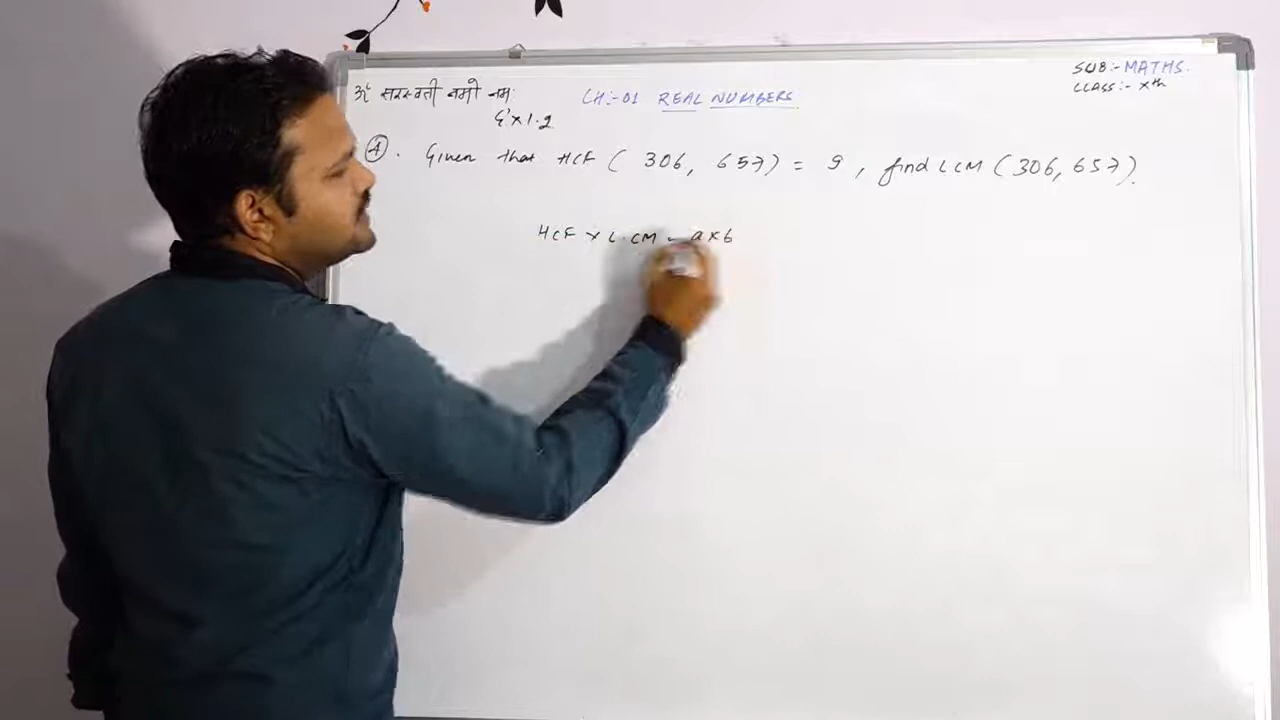 ॐ सरस्वती नमो नमः
CH:-01 REAL NUMBERS
SUB:- MATHS.
CLASS:- Xth
Ex 1.2
4. Given that HCF ( 306, 657) = 9, find LCM (306, 657).
HCF × L.CM = a×b